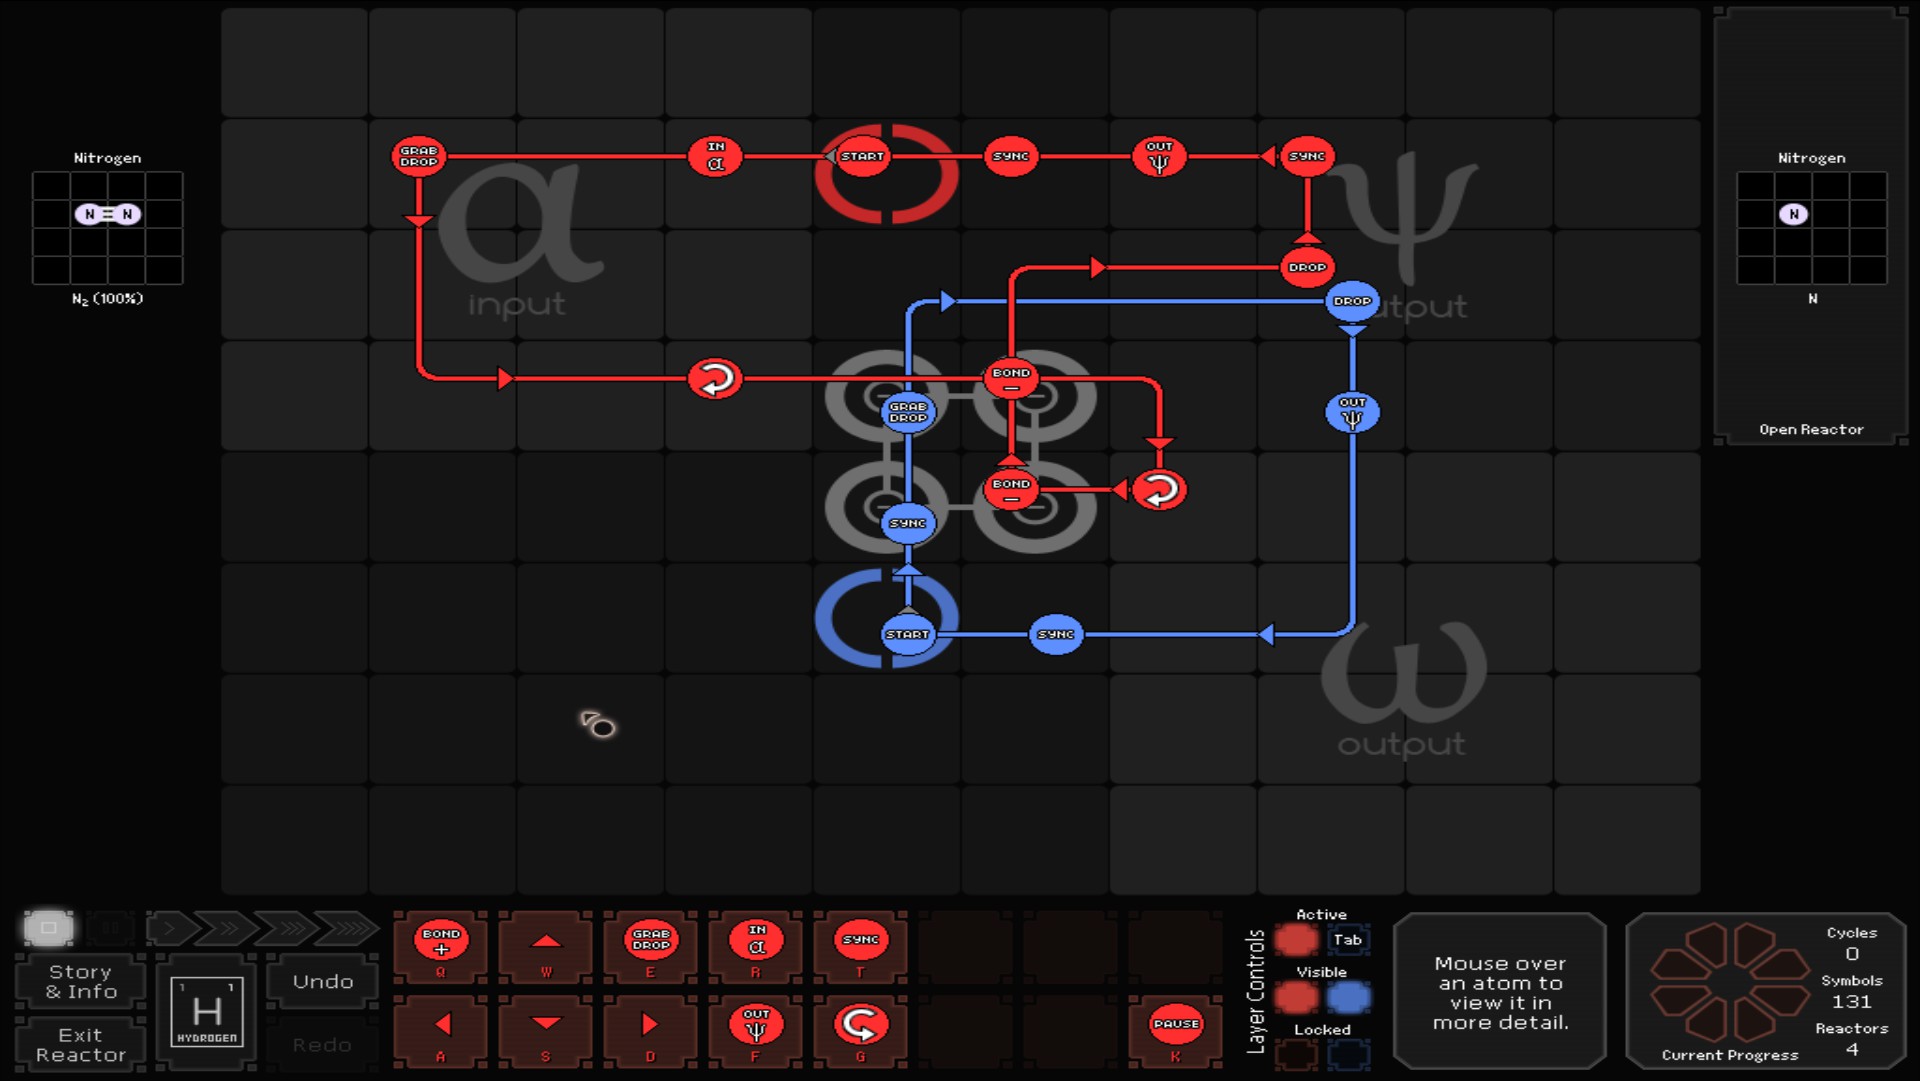 Nitrogen
N≡N
N₂ (100%)
GRAB
DROP
IN
α
START
SYNC
OUT
ψ
SYNC
α
input
DROP
ψ
output
DROP
BOND
–
GRAB
DROP
OUT
ψ
BOND
–
SYNC
START
SYNC
ω
output
Nitrogen
N
N
Open Reactor
Story
& Info
Exit
Reactor
1 1
H
HYDROGEN
Undo
Redo
BOND
+
Q
W
GRAB
DROP
E
IN
α
R
SYNC
T
A
S
D
OUT
ψ
F
G
PAUSE
K
Layer Controls
Active
Tab
Visible
Locked
Mouse over
an atom to
view it in
more detail.
Cycles
0
Symbols
131
Reactors
4
Current Progress